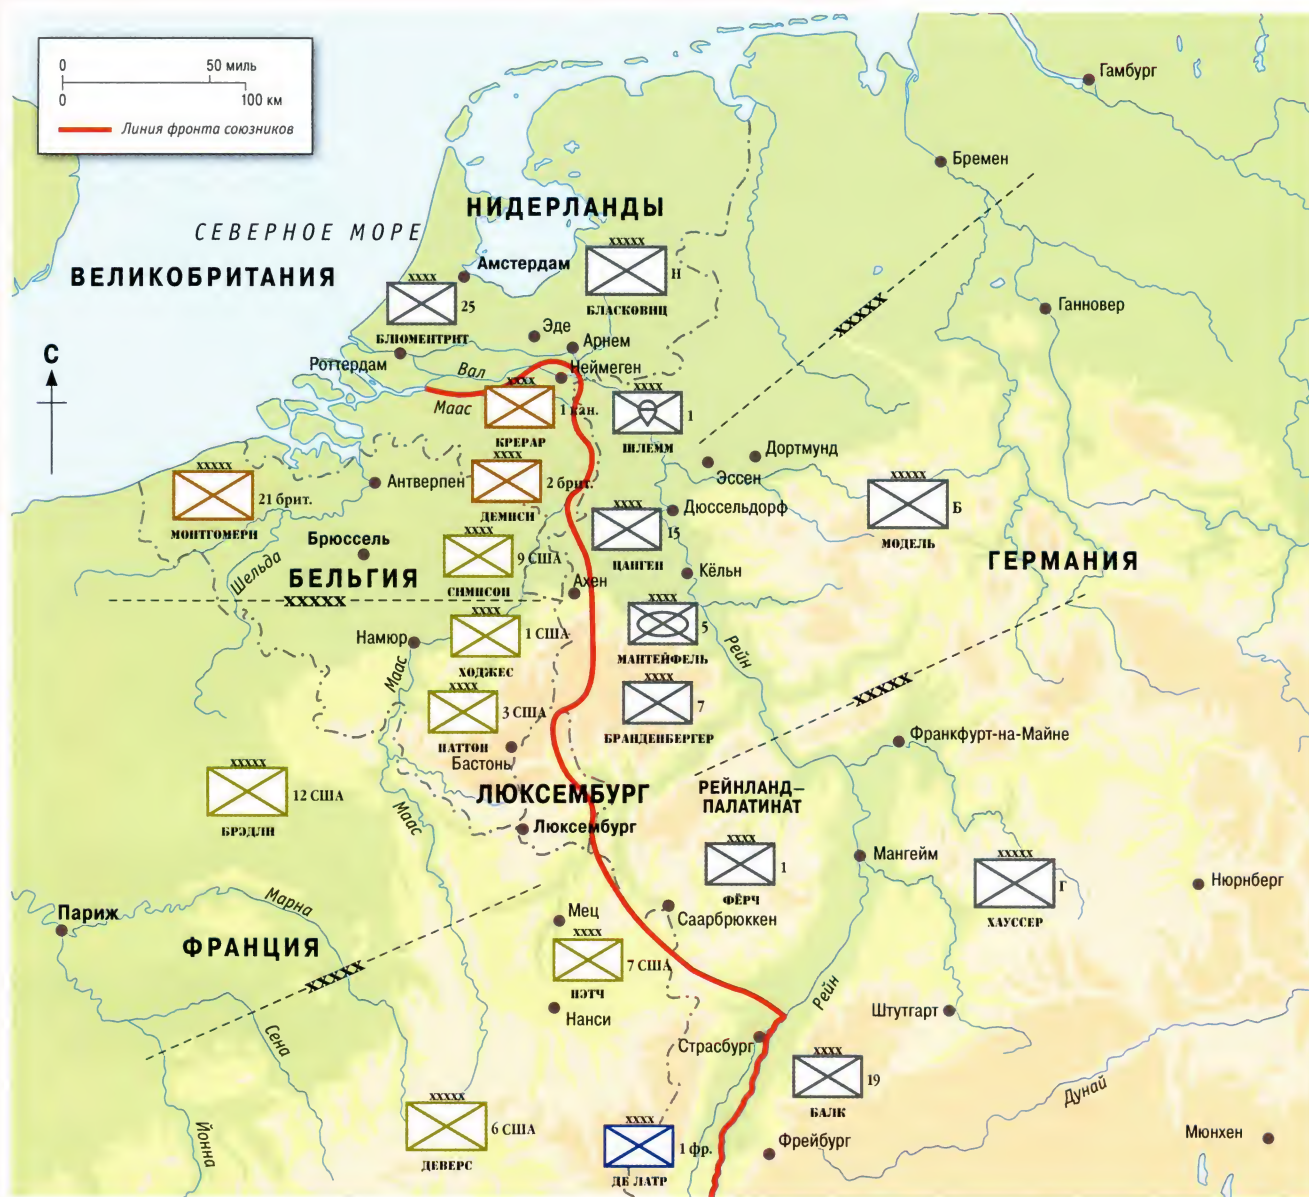 0 50 миль
0 100 км
Линия фронта союзников
Гамбург
Бремен
НИДЕРЛАНДЫ
СЕВЕРНОЕ МОРЕ
ВЕЛИКОБРИТАНИЯ
XXXXX
Н
БЛАСКОВИЦ
Амстердам
XXXX
25
БЛЮМЕНТРИТ
Ганновер
XXXXX
Эде
Арнем
С
Роттердам
Вал
Неймеген
Маас
XXXX
1 кан.
КРЕРАР
XXXX
1
ШЛЕММ
Дортмунд
Эссен
XXXX
2 брит.
ДЕМПСИ
Антверпен
XXXXX
21 брит.
МОНТГОМЕРИ
XXXXX
Б
МОДЕЛЬ
Дюссельдорф
XXXX
15
ЦАНГЕН
Брюссель
XXXX
9 США
СИМПСОН
ГЕРМАНИЯ
БЕЛЬГИЯ
Шельда
Кёльн
Ахен
XXXXX
XXXX
1 США
ХОДЖЕС
XXXX
5
МАНТЕЙФЕЛЬ
Намюр
Маас
Рейн
XXXX
3 США
ПАТТОН
XXXX
7
БРАНДЕНБЕРГЕР
XXXXX
Франкфурт-на-Майне
Бастонь
XXXXX
12 США
БРЭДЛИ
ЛЮКСЕМБУРГ
РЕЙНЛАНД–
ПАЛАТИНАТ
Маас
Люксембург
XXXX
1
ФЁРЧ
Мангейм
XXXXX
Г
ХАУССЕР
Нюрнберг
Марна
Париж
Мец
Саарбрюккен
ФРАНЦИЯ
XXXX
7 США
ПЭТЧ
XXXXX
Рейн
Нанси
Штутгарт
Сена
Страсбург
XXXX
19
БАЛК
Дунай
XXXXX
6 США
ДЕВЕРС
XXXX
1 фр.
ДЕ ЛАТР
Йонна
Фрейбург
Мюнхен